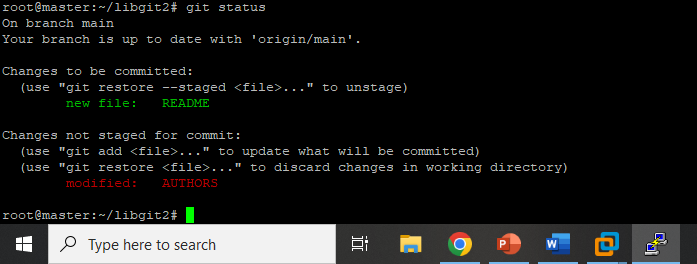 root@master:~/libgit2# git status
On branch main
Your branch is up to date with 'origin/main'.
Changes to be committed:
  (use "git restore --staged <file>..." to unstage)
        new file:   README
Changes not staged for commit:
  (use "git add <file>..." to update what will be committed)
  (use "git restore <file>..." to discard changes in working directory)
        modified:   AUTHORS
root@master:~/libgit2#
Type here to search
P
W